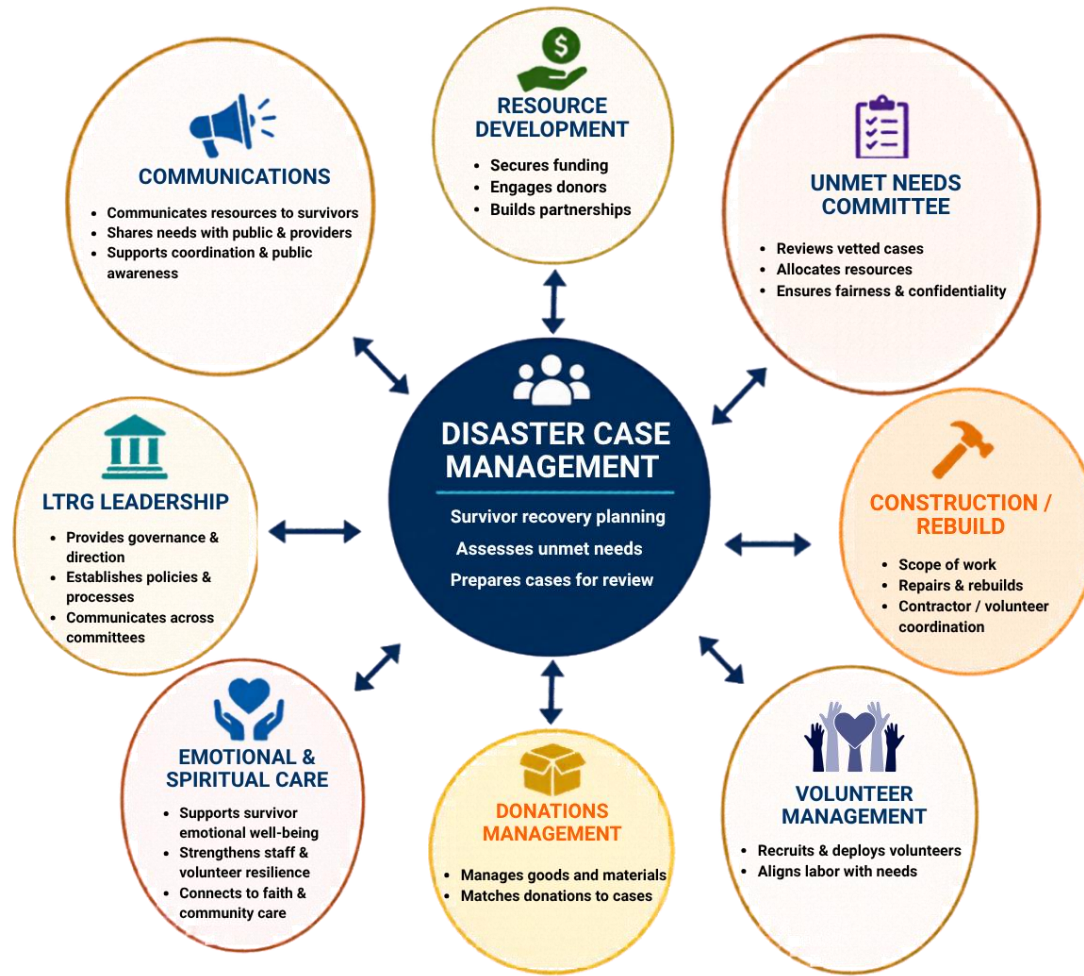 $
RESOURCE
DEVELOPMENT
• Secures funding
• Engages donors
• Builds partnerships
COMMUNICATIONS
• Communicates resources to survivors
• Shares needs with public & providers
• Supports coordination & public
awareness
UNMET NEEDS
COMMITTEE
• Reviews vetted cases
• Allocates resources
• Ensures fairness & confidentiality
DISASTER CASE
MANAGEMENT
Survivor recovery planning
Assesses unmet needs
Prepares cases for review
LTRG LEADERSHIP
• Provides governance &
direction
• Establishes policies &
processes
• Communicates across
committees
CONSTRUCTION /
REBUILD
• Scope of work
• Repairs & rebuilds
• Contractor / volunteer
coordination
EMOTIONAL &
SPIRITUAL CARE
• Supports survivor
emotional well-being
• Strengthens staff &
volunteer resilience
• Connects to faith &
community care
DONATIONS
MANAGEMENT
• Manages goods and materials
• Matches donations to cases
VOLUNTEER
MANAGEMENT
• Recruits & deploys volunteers
• Aligns labor with needs